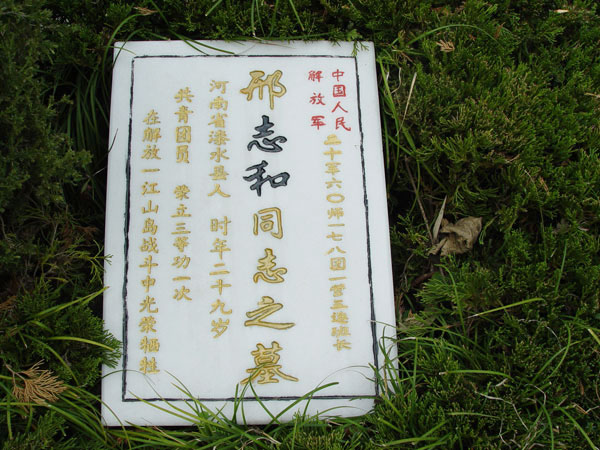 中国人民
解放军
二十军六〇师一七八团一营三连班长
邢志和同志之墓
河南省涂水县人 时年二十九岁
共青团员 荣立三等功一次
在解放一江山岛战斗中光荣牺牲